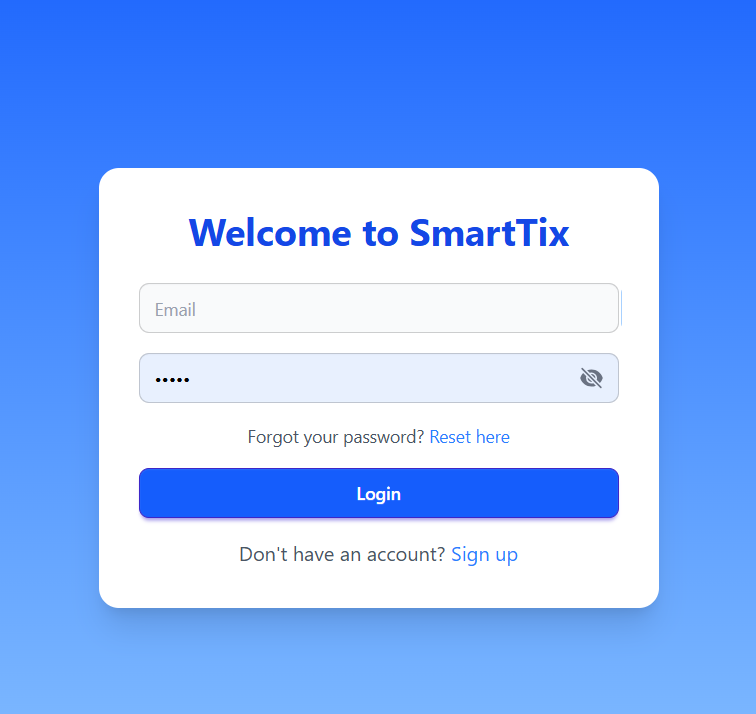 Welcome to SmartTix
Email
•••••
Forgot your password? Reset here
Login
Don't have an account? Sign up